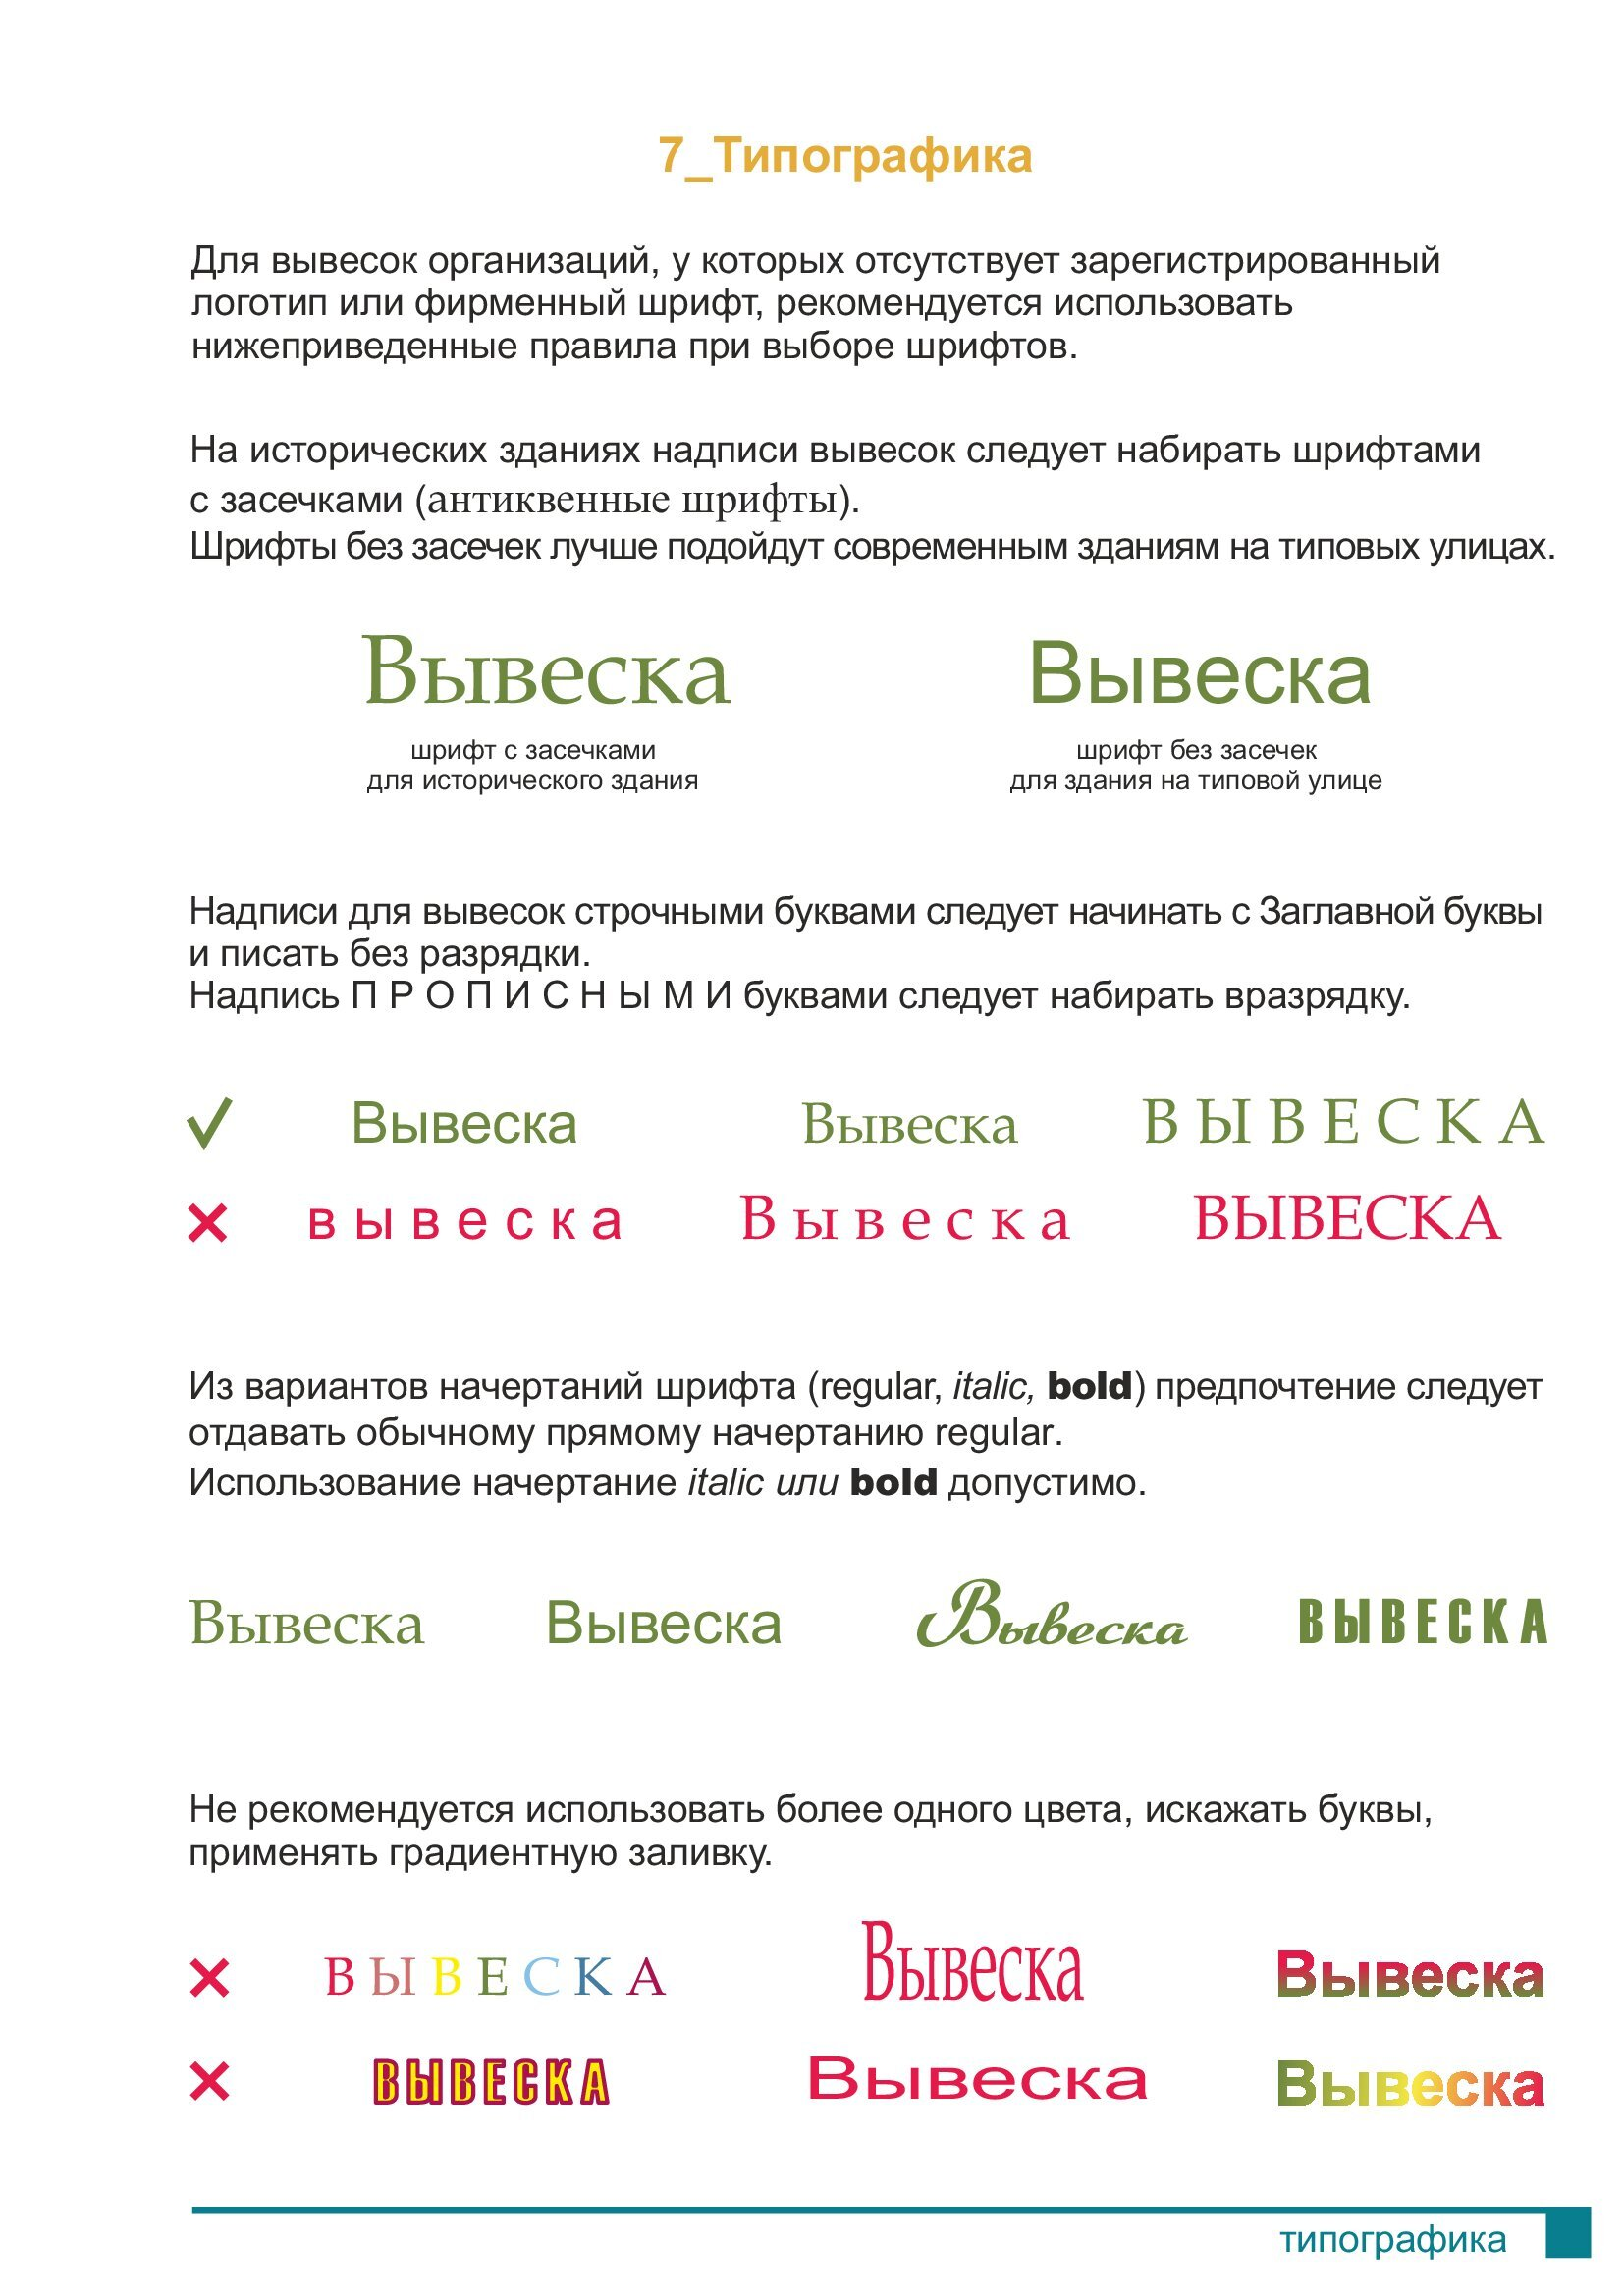 7_Типографика
Для вывесок организаций, у которых отсутствует зарегистрированный
логотип или фирменный шрифт, рекомендуется использовать
нижеприведенные правила при выборе шрифтов.
На исторических зданиях надписи вывесок следует набирать шрифтами
с засечками (антиквенные шрифты).
Шрифты без засечек лучше подойдут современным зданиям на типовых улицах.
Вывеска Вывеска
шрифт с засечками шрифт без засечек
для исторического здания для здания на типовой улице
Надписи для вывесок строчными буквами следует начинать с Заглавной буквы
и писать без разрядки.
Надпись П Р О П И С Н Ы М И буквами следует набирать вразрядку.
Вывеска Вывеска В Ы В Е С К А
в ы в е с к а В ы в е с к а ВЫВЕСКА
Из вариантов начертаний шрифта (regular, italic, bold) предпочтение следует
отдавать обычному прямому начертанию regular.
Использование начертание italic или bold допустимо.
Вывеска Вывеска Вывеска ВЫВЕСКА
Не рекомендуется использовать более одного цвета, искажать буквы,
применять градиентную заливку.
В Ы В Е С К А Вывеска Вывеска
ВЫВЕСКА Вывеска Вывеска
типографика